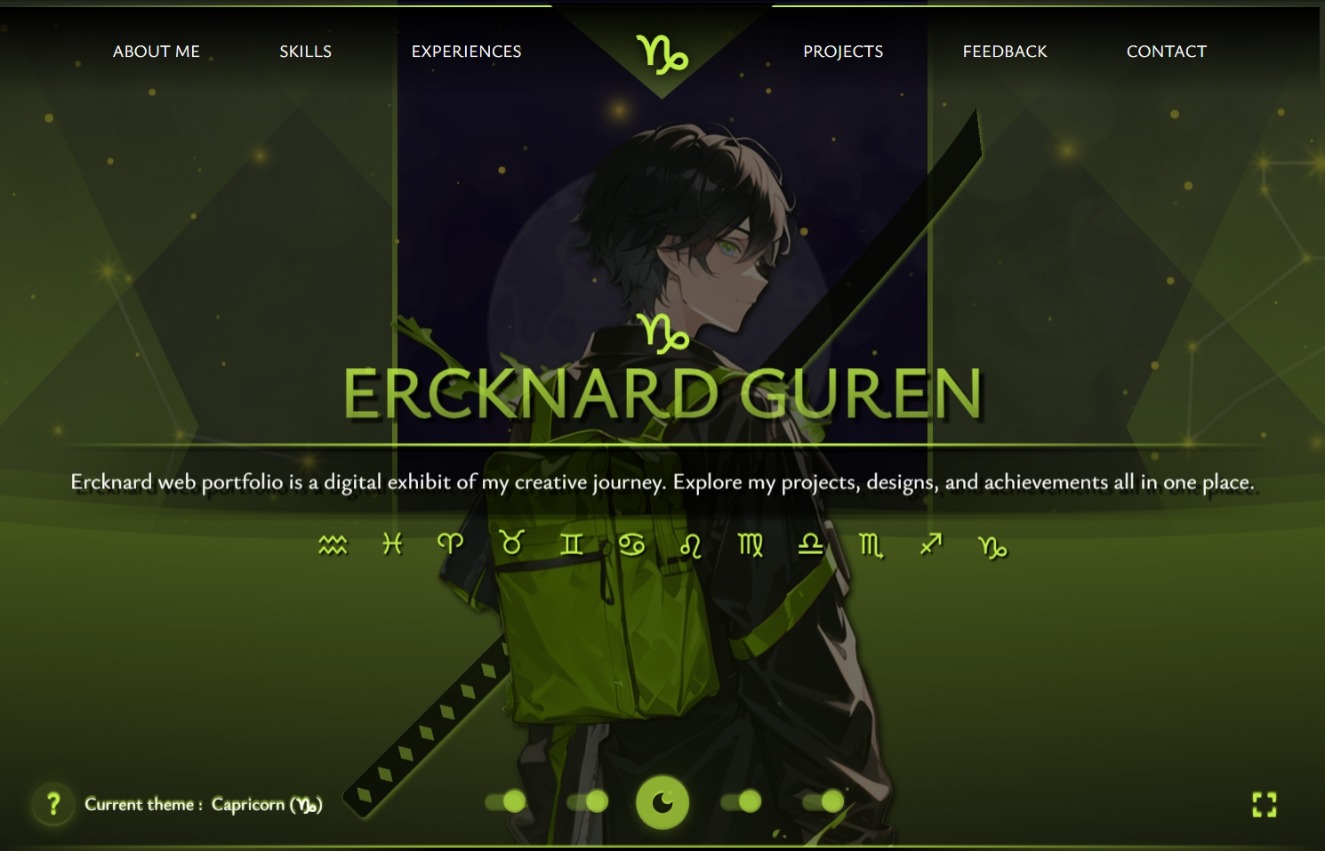 ABOUT ME SKILLS EXPERIENCES ♑ PROJECTS FEEDBACK CONTACT
♑
ERCKNARD GUREN
Ercknard web portfolio is a digital exhibit of my creative journey. Explore my projects, designs, and achievements all in one place.
♒ ♓ ♈ ♉ ♊ ♋ ♌ ♍ ♎ ♏ ♐ ♑
? Current theme : Capricorn (♑)